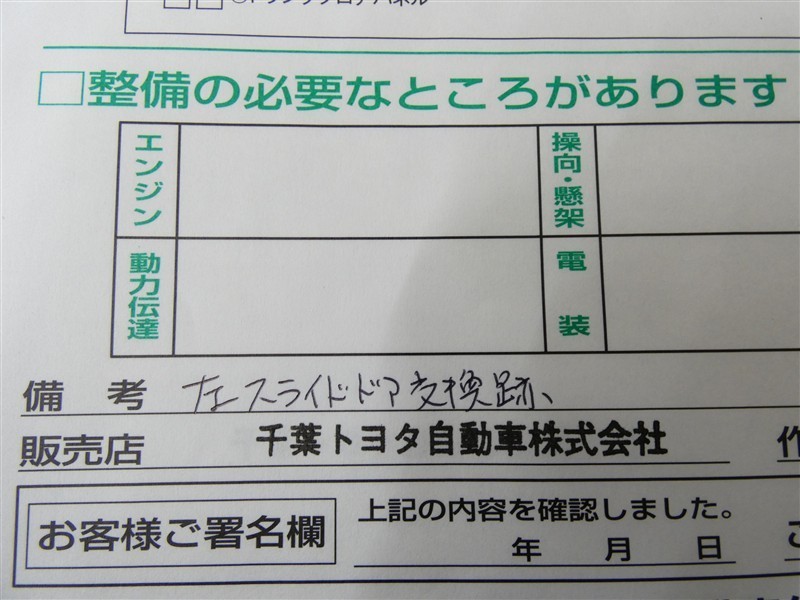 □整備の必要なところがあります
エンジン
操向・懸架
動力伝達
電装
備考 左スライドドア交換跡、
販売店 千葉トヨタ自動車株式会社 作
お客様ご署名欄
上記の内容を確認しました。
年 月 日